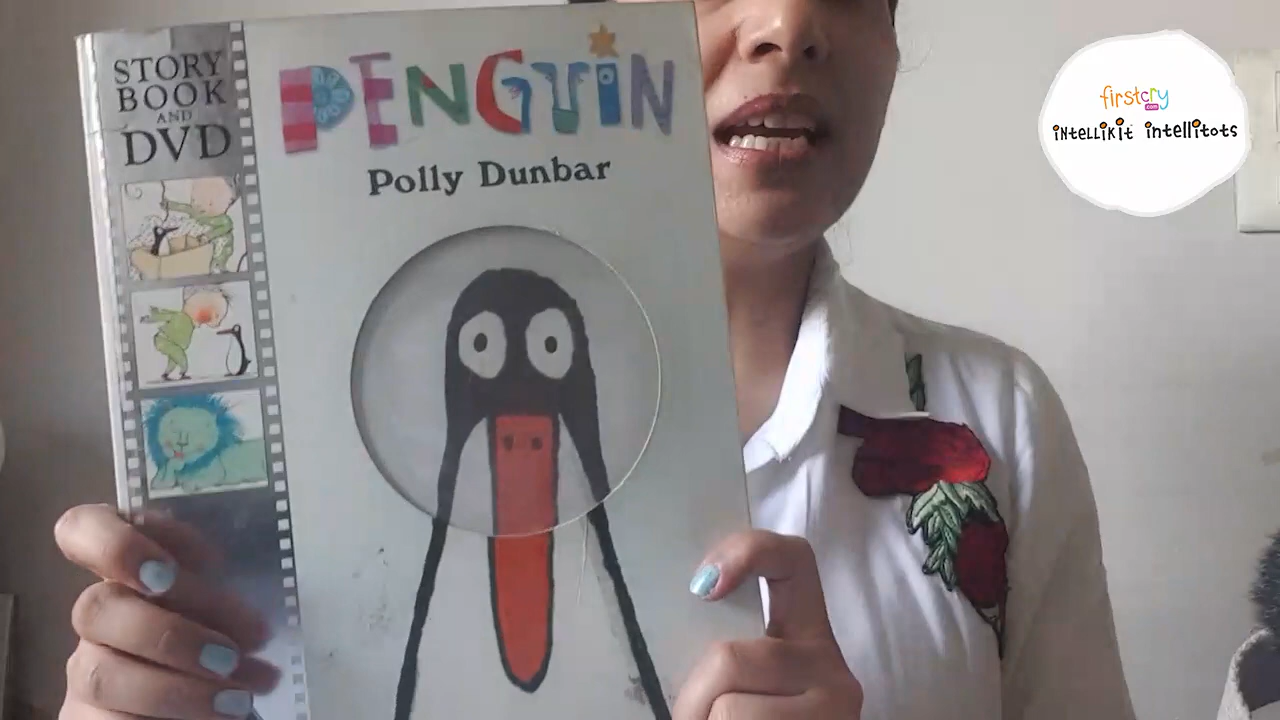 STORY
BOOK
AND
DVD
PENGUIN
Polly Dunbar
firstcry
.com
intellikit intellitots